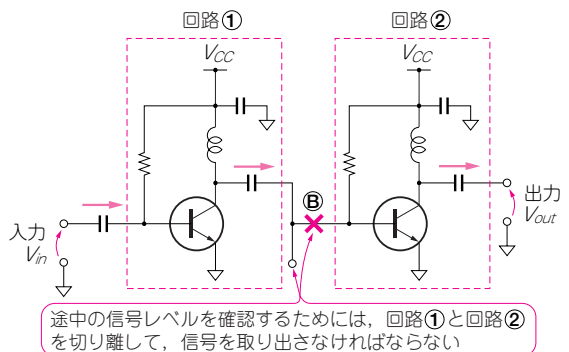 回路①
回路②
VCC
VCC
Ⓑ
入力
Vin
出力
Vout
途中の信号レベルを確認するためには，回路①と回路②
を切り離して，信号を取り出さなければならない